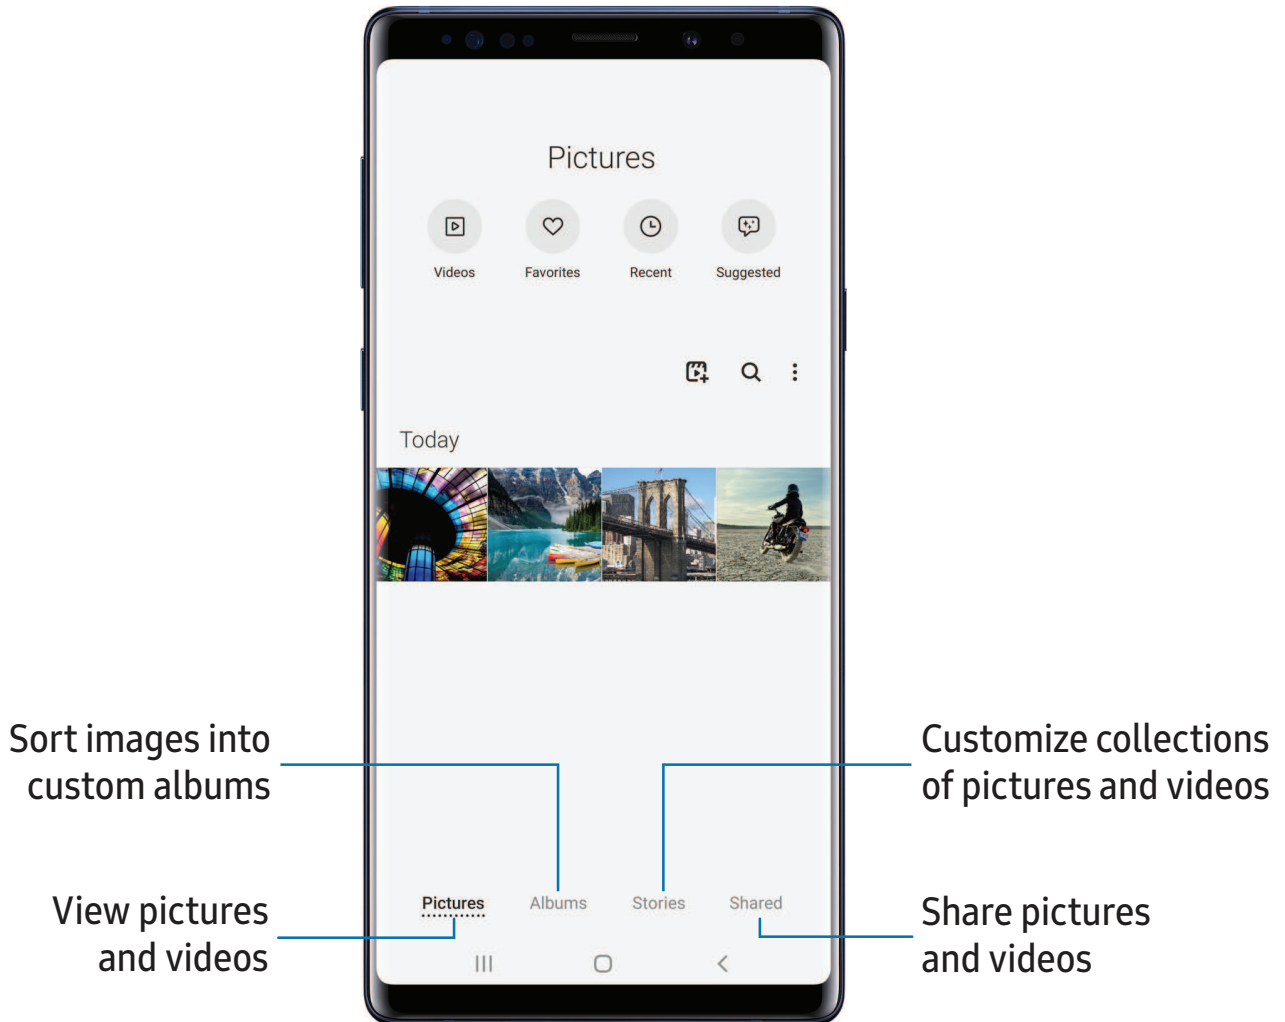 Pictures
Videos
Favorites
Recent
Suggested
Today
Sort images into
custom albums
Customize collections
of pictures and videos
View pictures
and videos
Pictures
Albums
Stories
Shared
Share pictures
and videos